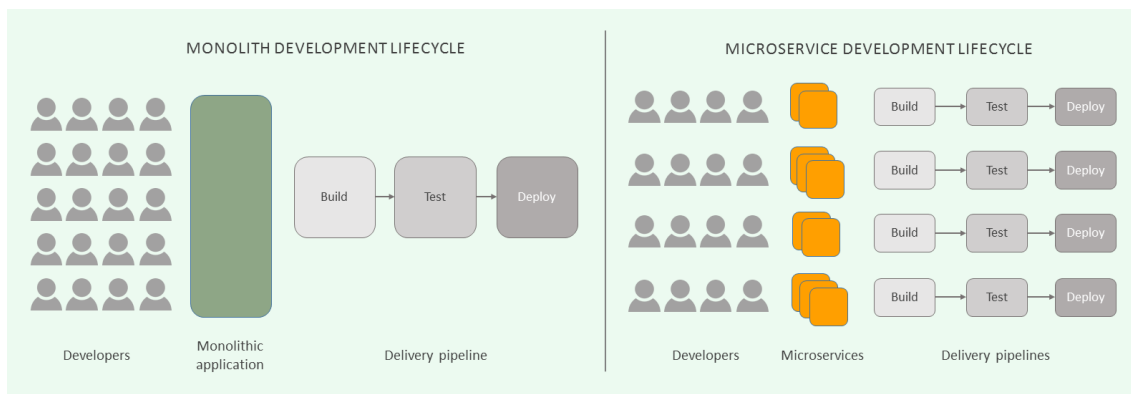 MONOLITH DEVELOPMENT LIFECYCLE
Build
Test
Deploy
Developers
Monolithic
application
Delivery pipeline
MICROSERVICE DEVELOPMENT LIFECYCLE
Build
Test
Deploy
Build
Test
Deploy
Build
Test
Deploy
Build
Test
Deploy
Developers
Microservices
Delivery pipelines